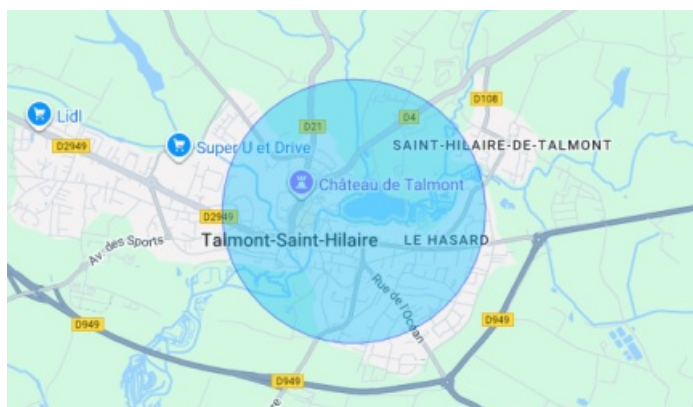 D108
Lidl
D4
D21
D2949
Super U et Drive
SAINT-HILAIRE-DE-TALMONT
Château de Talmont
D2949
Talmont-Saint-Hilaire
LE HASARD
Av. des Sports
Rue de l'Océan
D949
D949
D949